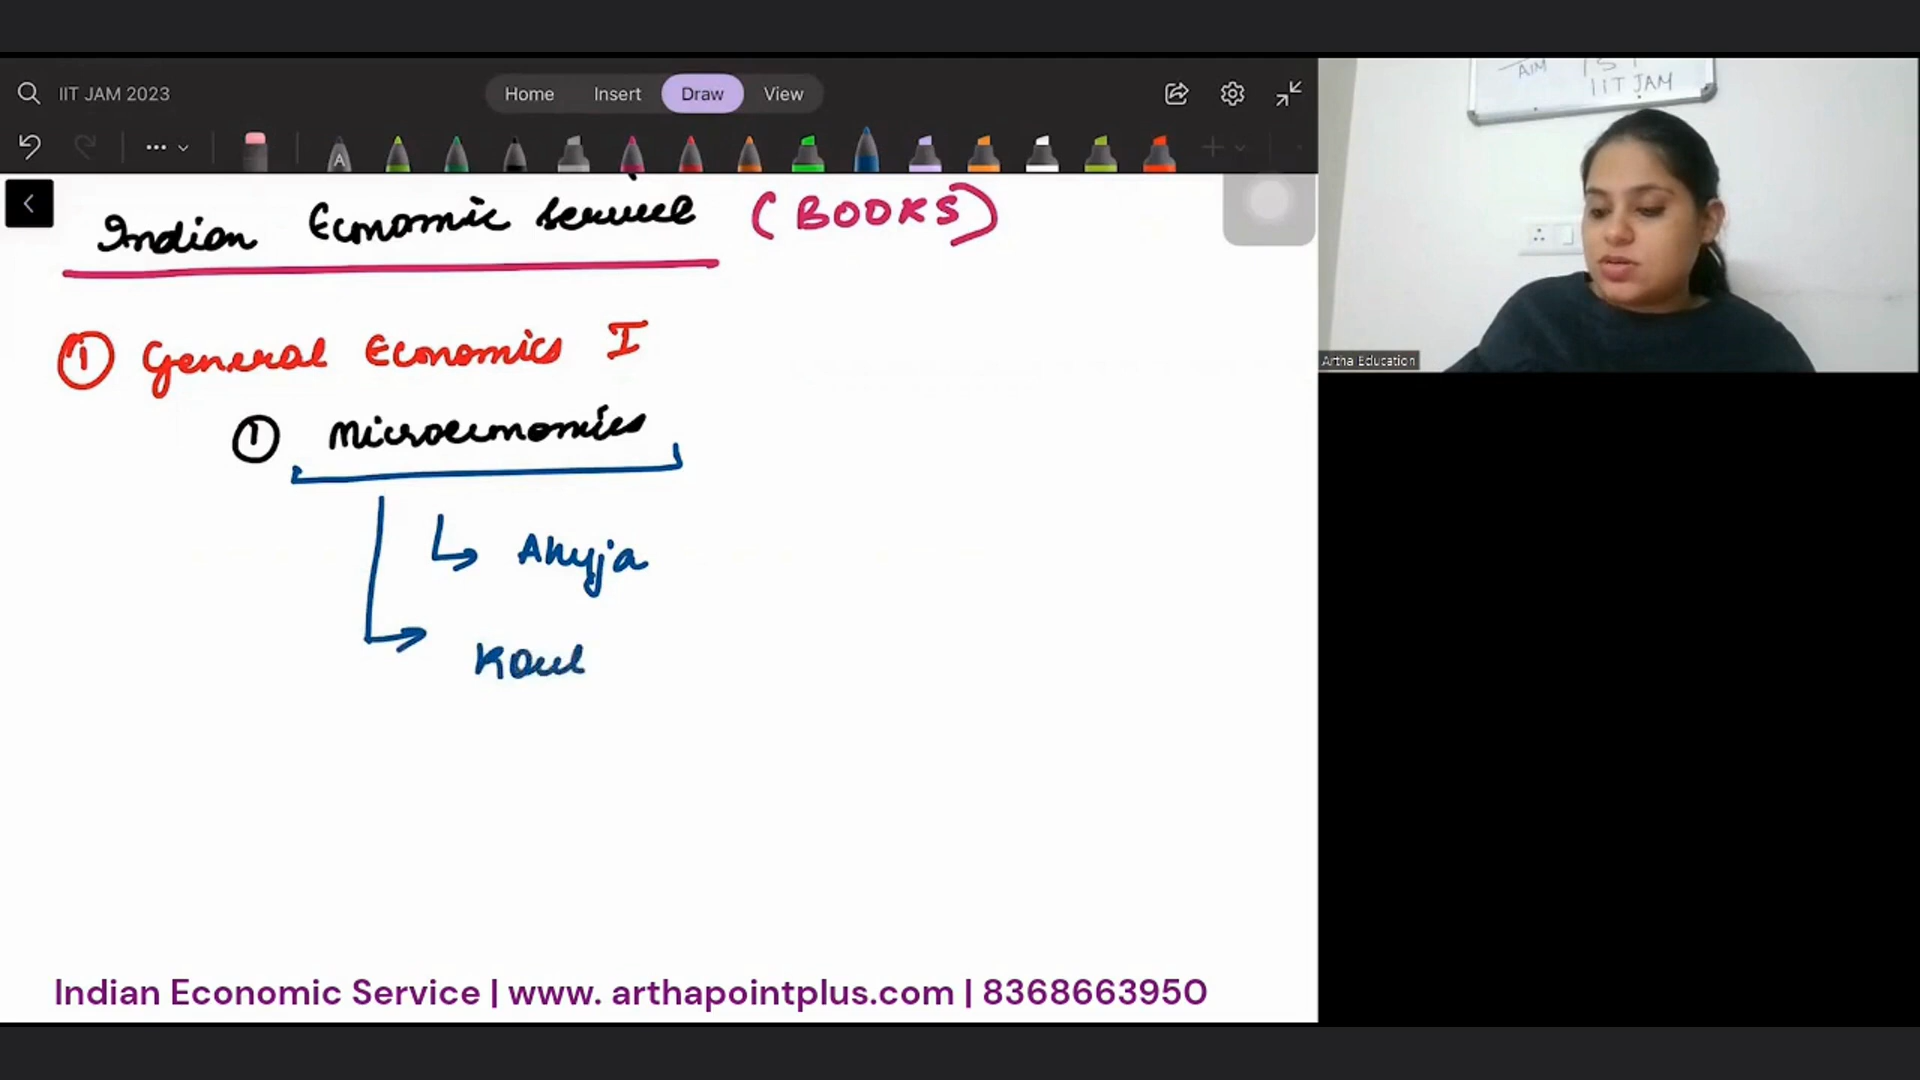 IIT JAM 2023
Home Insert Draw View
A
Indian Economic Service (BOOKS)
① General Economics I
① Microeconomics
Ahuja
Koul
Indian Economic Service | www. arthapointplus.com | 8368663950
AIM
IIT JAM
Artha Education